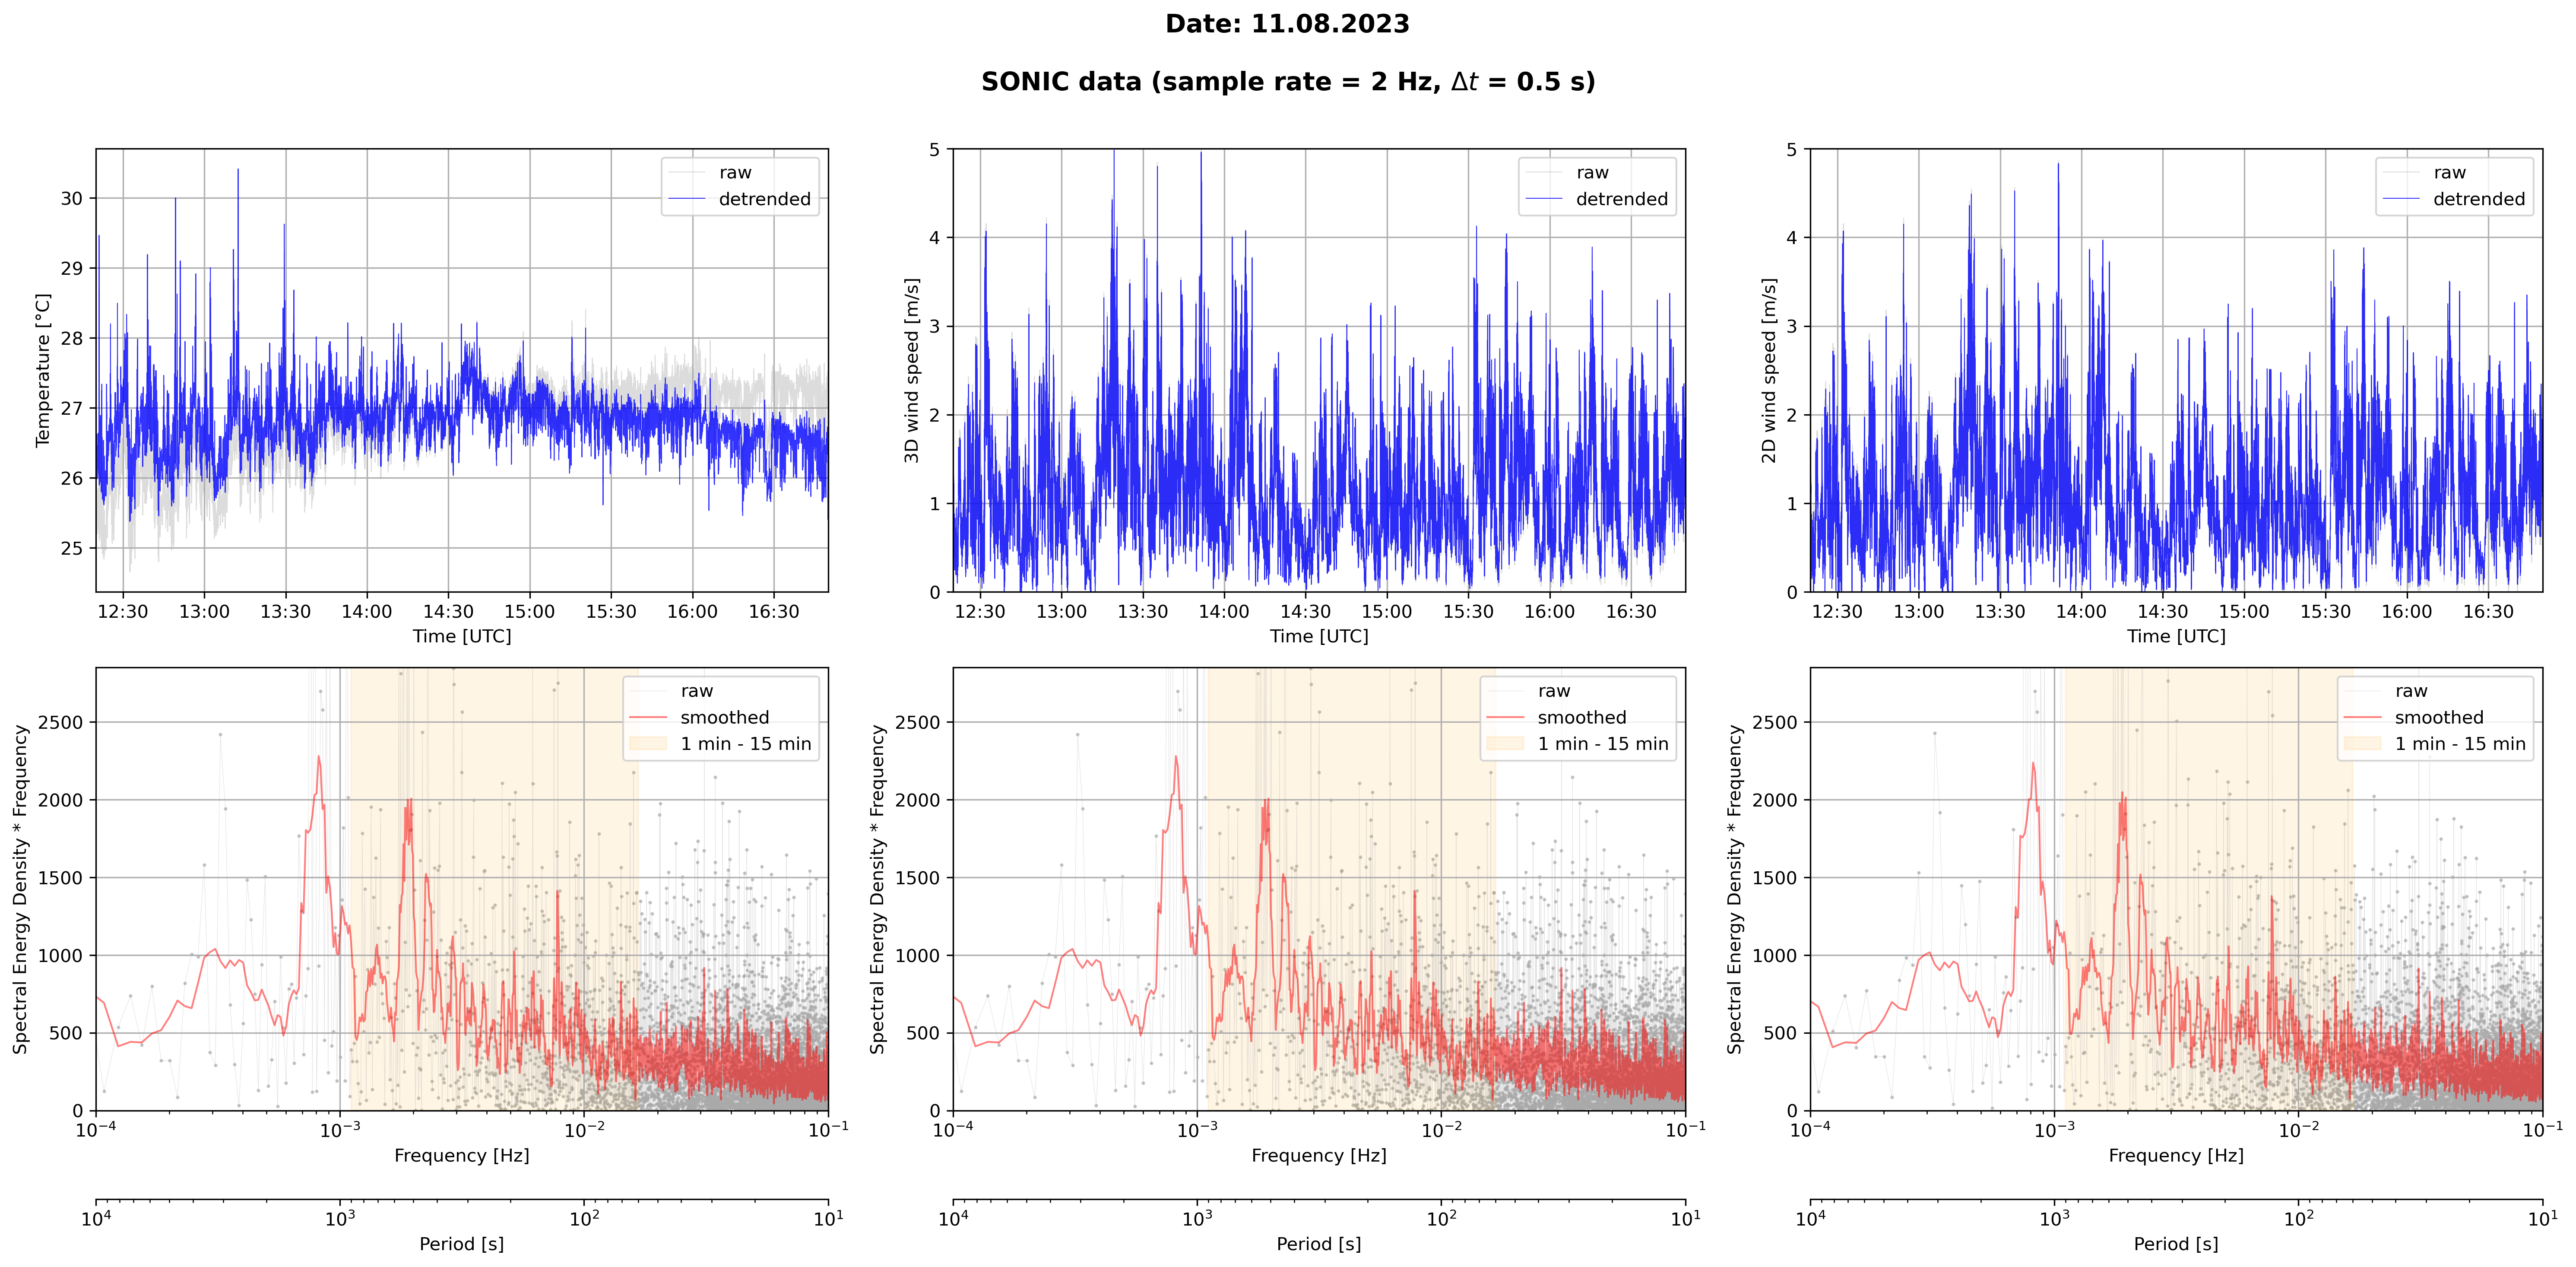 Date: 11.08.2023
SONIC data (sample rate = 2 Hz, Δt = 0.5 s)
Temperature [°C]
30
29
28
27
26
25
raw
detrended
12:30 13:00 13:30 14:00 14:30 15:00 15:30 16:00 16:30
Time [UTC]
3D wind speed [m/s]
5
4
3
2
1
0
raw
detrended
12:30 13:00 13:30 14:00 14:30 15:00 15:30 16:00 16:30
Time [UTC]
2D wind speed [m/s]
5
4
3
2
1
0
raw
detrended
12:30 13:00 13:30 14:00 14:30 15:00 15:30 16:00 16:30
Time [UTC]
Spectral Energy Density * Frequency
2500
2000
1500
1000
500
0
raw
smoothed
1 min - 15 min
10⁻⁴ 10⁻³ 10⁻² 10⁻¹
Frequency [Hz]
10⁴ 10³ 10² 10¹
Period [s]
Spectral Energy Density * Frequency
2500
2000
1500
1000
500
0
raw
smoothed
1 min - 15 min
10⁻⁴ 10⁻³ 10⁻² 10⁻¹
Frequency [Hz]
10⁴ 10³ 10² 10¹
Period [s]
Spectral Energy Density * Frequency
2500
2000
1500
1000
500
0
raw
smoothed
1 min - 15 min
10⁻⁴ 10⁻³ 10⁻² 10⁻¹
Frequency [Hz]
10⁴ 10³ 10² 10¹
Period [s]